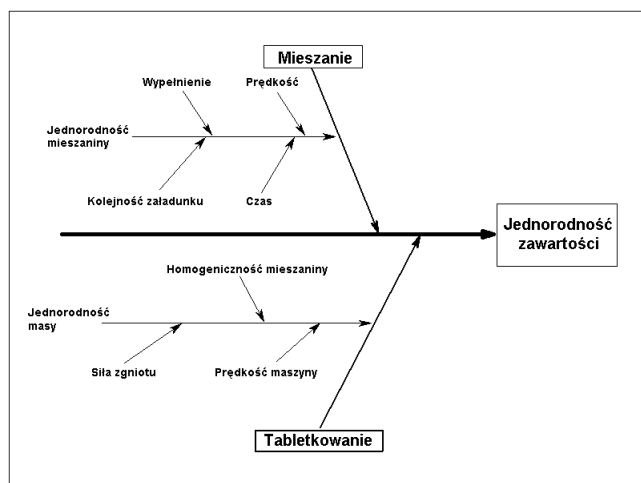 Mieszanie
Wypełnienie
Prędkość
Jednorodność
mieszaniny
Kolejność załadunku
Czas
Jednorodność
zawartości
Homogeniczność mieszaniny
Jednorodność
masy
Siła zgniotu
Prędkość maszyny
Tabletkowanie